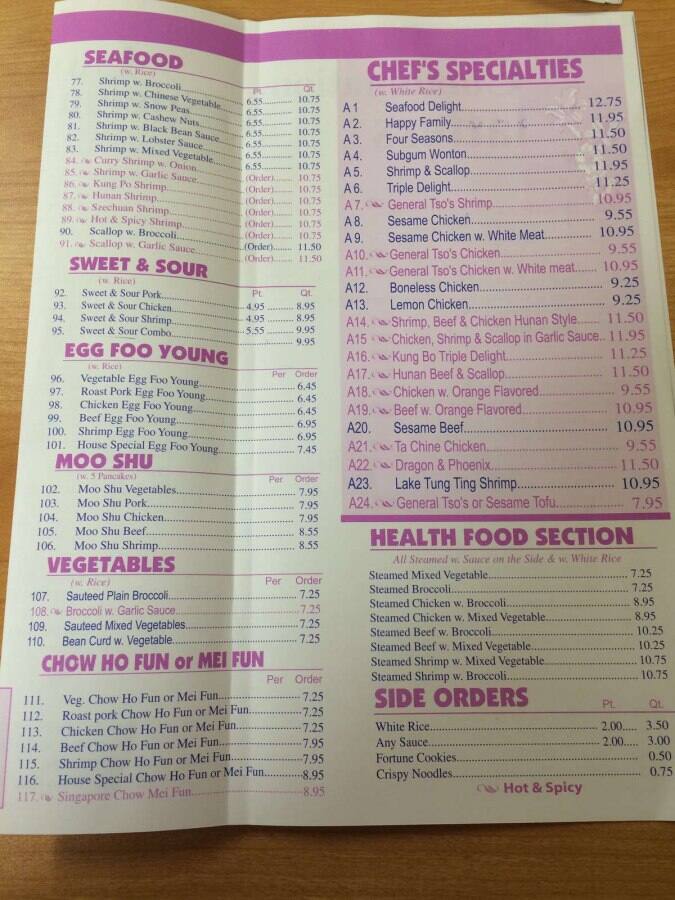 SEAFOOD
(w. Rice)
Pt. Qt.
77. Shrimp w. Broccoli 6.55 10.75
78. Shrimp w. Chinese Vegetable 6.55 10.75
79. Shrimp w. Snow Peas 6.55 10.75
80. Shrimp w. Cashew Nuts 6.55 10.75
81. Shrimp w. Black Bean Sauce 6.55 10.75
82. Shrimp w. Lobster Sauce 6.55 10.75
83. Shrimp w. Mixed Vegetable 6.55 10.75
84. Curry Shrimp w. Onion (Order) 10.75
85. Shrimp w. Garlic Sauce (Order) 10.75
86. Kung Po Shrimp (Order) 10.75
87. Hunan Shrimp (Order) 10.75
88. Szechuan Shrimp (Order) 10.75
89. Hot & Spicy Shrimp (Order) 10.75
90. Scallop w. Broccoli (Order) 11.50
91. Scallop w. Garlic Sauce (Order) 11.50
SWEET & SOUR
(w. Rice)
Pt. Qt.
92. Sweet & Sour Pork 4.95 8.95
93. Sweet & Sour Chicken 4.95 8.95
94. Sweet & Sour Shrimp 5.55 9.95
95. Sweet & Sour Combo 9.95
EGG FOO YOUNG
(w. Rice)
Per Order
96. Vegetable Egg Foo Young 6.45
97. Roast Pork Egg Foo Young 6.45
98. Chicken Egg Foo Young 6.45
99. Beef Egg Foo Young 6.95
100. Shrimp Egg Foo Young 6.95
101. House Special Egg Foo Young 7.45
MOO SHU
(w. 5 Pancakes)
Per Order
102. Moo Shu Vegetables 7.95
103. Moo Shu Pork 7.95
104. Moo Shu Chicken 7.95
105. Moo Shu Beef 8.55
106. Moo Shu Shrimp 8.55
VEGETABLES
(w. Rice)
Per Order
107. Sauteed Plain Broccoli 7.25
108. Broccoli w. Garlic Sauce 7.25
109. Sauteed Mixed Vegetables 7.25
110. Bean Curd w. Vegetable 7.25
CHOW HO FUN or MEI FUN
Per Order
111. Veg. Chow Ho Fun or Mei Fun 7.25
112. Roast pork Chow Ho Fun or Mei Fun 7.25
113. Chicken Chow Ho Fun or Mei Fun 7.25
114. Beef Chow Ho Fun or Mei Fun 7.95
115. Shrimp Chow Ho Fun or Mei Fun 7.95
116. House Special Chow Ho Fun or Mei Fun 8.95
117. Singapore Chow Mei Fun 8.95
CHEF'S SPECIALTIES
(w. White Rice)
A 1 Seafood Delight 12.75
A 2. Happy Family 11.95
A 3. Four Seasons 11.50
A 4. Subgum Wonton 11.50
A 5. Shrimp & Scallop 11.95
A 6. Triple Delight 11.25
A 7. General Tso's Shrimp 10.95
A 8. Sesame Chicken 9.55
A 9. Sesame Chicken w. White Meat 10.95
A10. General Tso's Chicken 9.55
A11. General Tso's Chicken w. White meat 10.95
A12. Boneless Chicken 9.25
A13. Lemon Chicken 9.25
A14. Shrimp, Beef & Chicken Hunan Style 11.50
A15 Chicken, Shrimp & Scallop in Garlic Sauce 11.95
A16. Kung Bo Triple Delight 11.25
A17. Hunan Beef & Scallop 11.50
A18. Chicken w. Orange Flavored 9.55
A19. Beef w. Orange Flavored 10.95
A20. Sesame Beef 10.95
A21. Ta Chine Chicken 9.55
A22. Dragon & Phoenix 11.50
A23. Lake Tung Ting Shrimp 10.95
A24. General Tso's or Sesame Tofu 7.95
HEALTH FOOD SECTION
All Steamed w. Sauce on the Side & w. White Rice
Steamed Mixed Vegetable 7.25
Steamed Broccoli 7.25
Steamed Chicken w. Broccoli 8.95
Steamed Chicken w. Mixed Vegetable 8.95
Steamed Beef w. Broccoli 10.25
Steamed Beef w. Mixed Vegetable 10.25
Steamed Shrimp w. Mixed Vegetable 10.75
Steamed Shrimp w. Broccoli 10.75
SIDE ORDERS
Pt. Qt.
White Rice 2.00 3.50
Any Sauce 2.00 3.00
Fortune Cookies 0.50
Crispy Noodles 0.75
Hot & Spicy